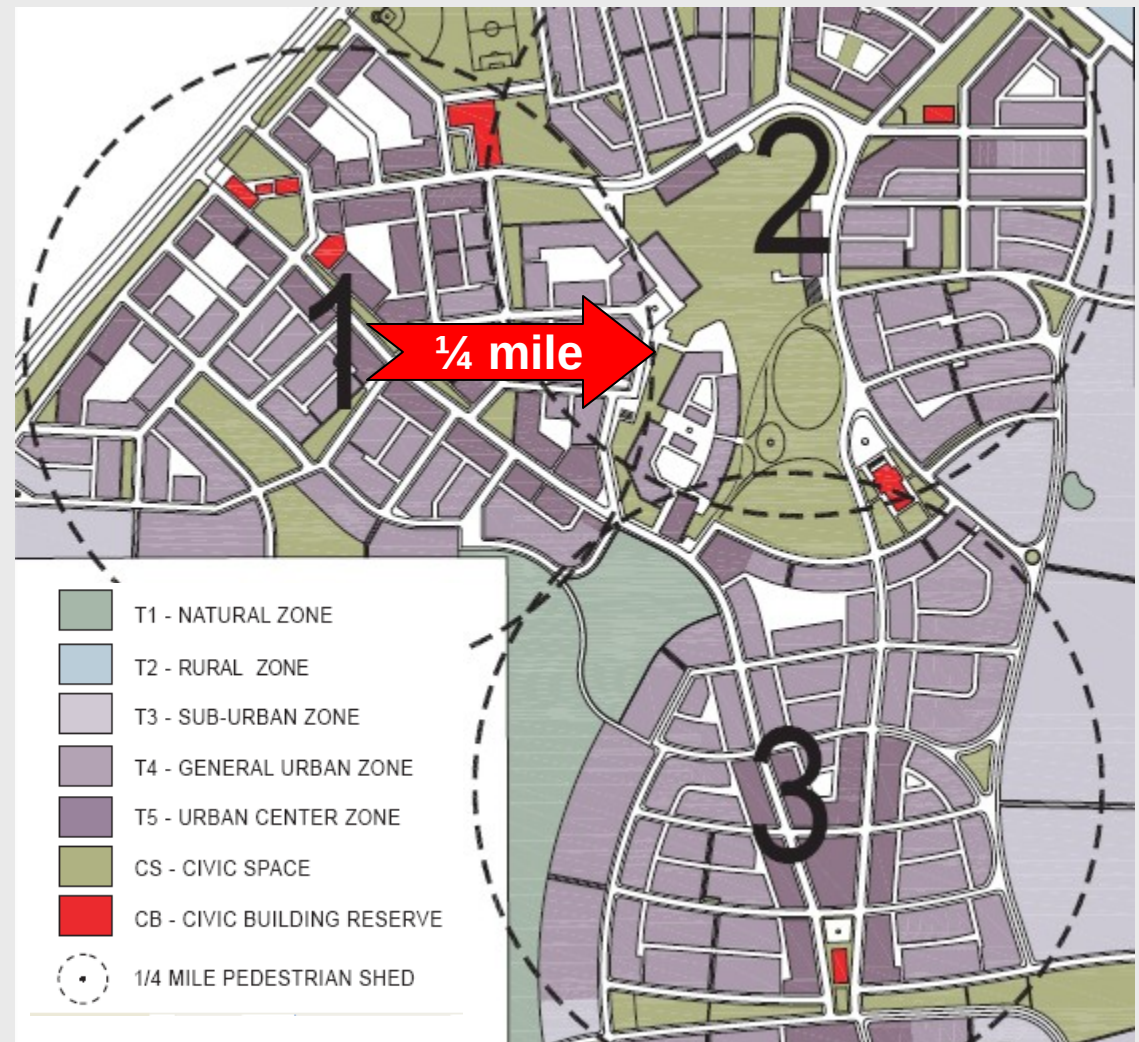 2
1
¼ mile
3
T1 - NATURAL ZONE
T2 - RURAL ZONE
T3 - SUB-URBAN ZONE
T4 - GENERAL URBAN ZONE
T5 - URBAN CENTER ZONE
CS - CIVIC SPACE
CB - CIVIC BUILDING RESERVE
1/4 MILE PEDESTRIAN SHED